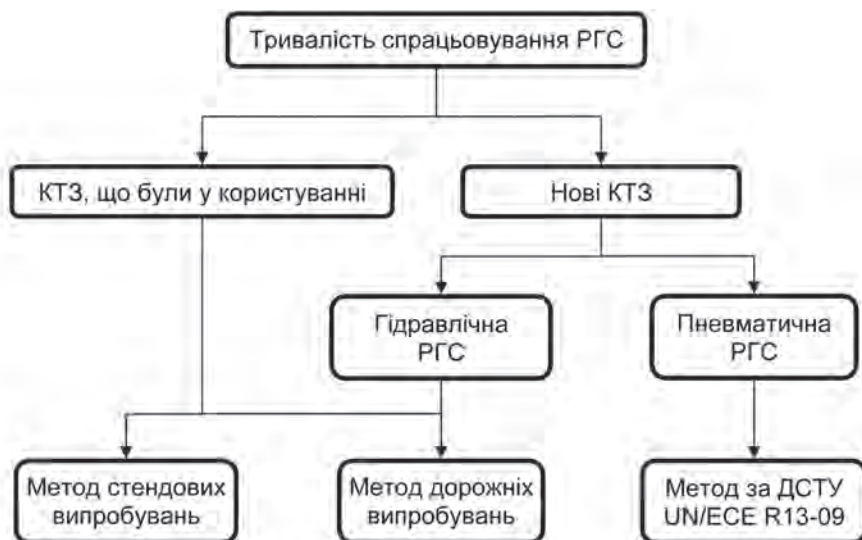 Тривалість спрацьовування РГС
КТЗ, що були у користуванні
Нові КТЗ
Гідравлічна
РГС
Пневматична
РГС
Метод стендових
випробувань
Метод дорожніх
випробувань
Метод за ДСТУ
UN/ECE R13-09